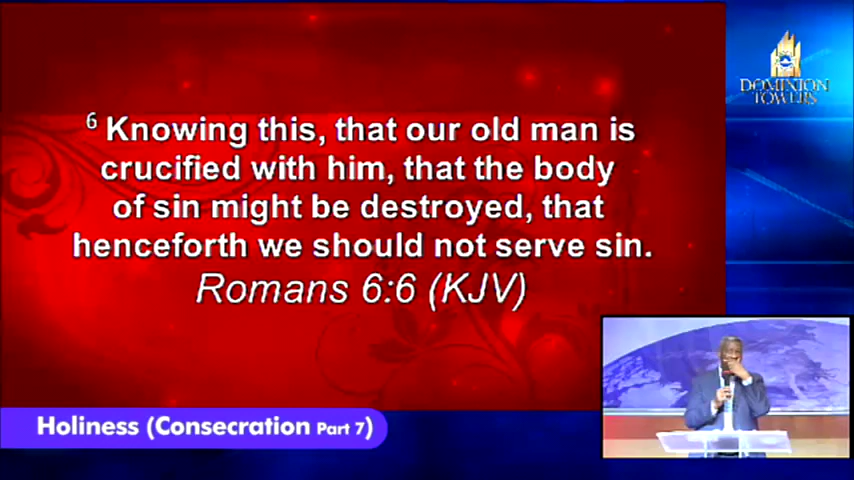 ⁶ Knowing this, that our old man is
crucified with him, that the body
of sin might be destroyed, that
henceforth we should not serve sin.
Romans 6:6 (KJV)
DOMINION
TOWERS
Holiness (Consecration Part 7)